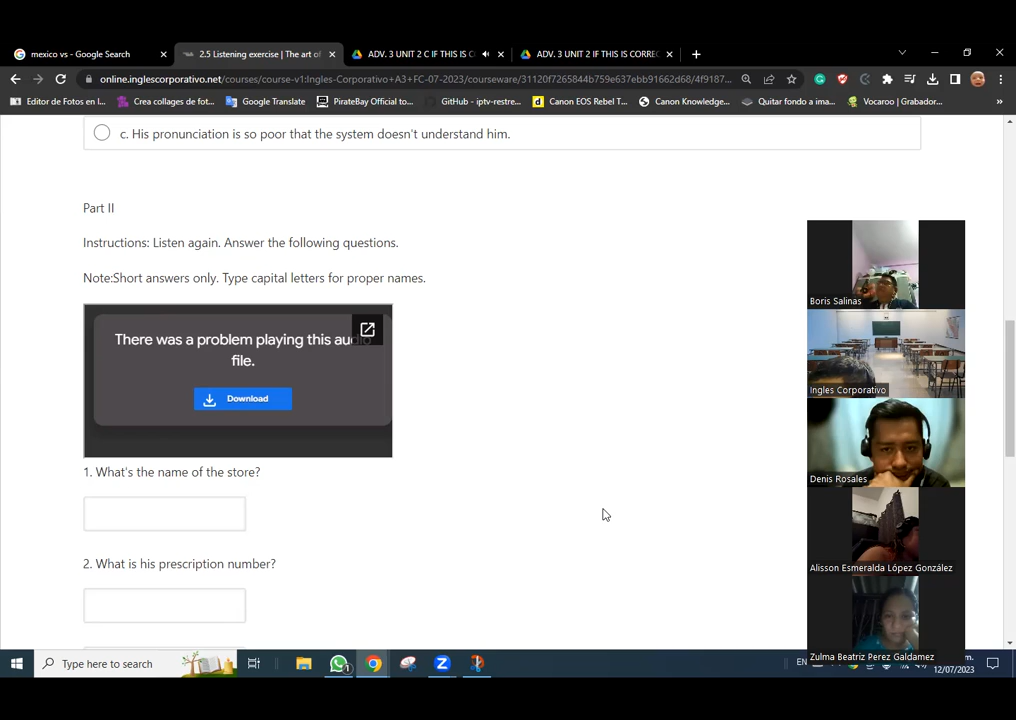 mexico vs - Google Search
2.5 Listening exercise | The art of
ADV. 3 UNIT 2 C IF THIS IS C
ADV. 3 UNIT 2 IF THIS IS CORREC
online.inglescorporativo.net/courses/course-v1:Ingles-Corporativo+A3+FC-07-2023/courseware/31120f7265844b759e637ebb91662d68/4f9187...
Editor de Fotos en l...
Crea collages de fot...
Google Translate
PirateBay Official to...
GitHub - iptv-restre...
Canon EOS Rebel T...
Canon Knowledge...
Quitar fondo a ima...
Vocaroo | Grabador...
c. His pronunciation is so poor that the system doesn't understand him.
Part II
Instructions: Listen again. Answer the following questions.
Note:Short answers only. Type capital letters for proper names.
There was a problem playing this audio
file.
Download
1. What's the name of the store?
2. What is his prescription number?
Boris Salinas
Ingles Corporativo
Denis Rosales
Alisson Esmeralda López González
Zulma Beatriz Perez Galdamez
Type here to search
1
EN
m.
12/07/2023